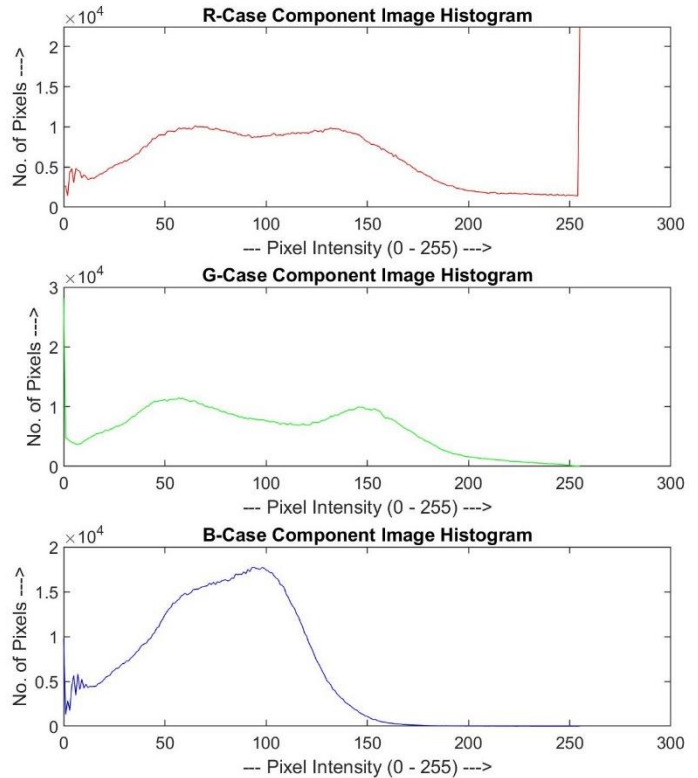 ×10⁴
R-Case Component Image Histogram
No. of Pixels --->
2
1.5
1
0.5
0
0 50 100 150 200 250 300
--- Pixel Intensity (0 - 255) --->
×10⁴
G-Case Component Image Histogram
No. of Pixels --->
3
2
1
0
0 50 100 150 200 250 300
--- Pixel Intensity (0 - 255) --->
×10⁴
B-Case Component Image Histogram
No. of Pixels --->
2
1.5
1
0.5
0
0 50 100 150 200 250 300
--- Pixel Intensity (0 - 255) --->